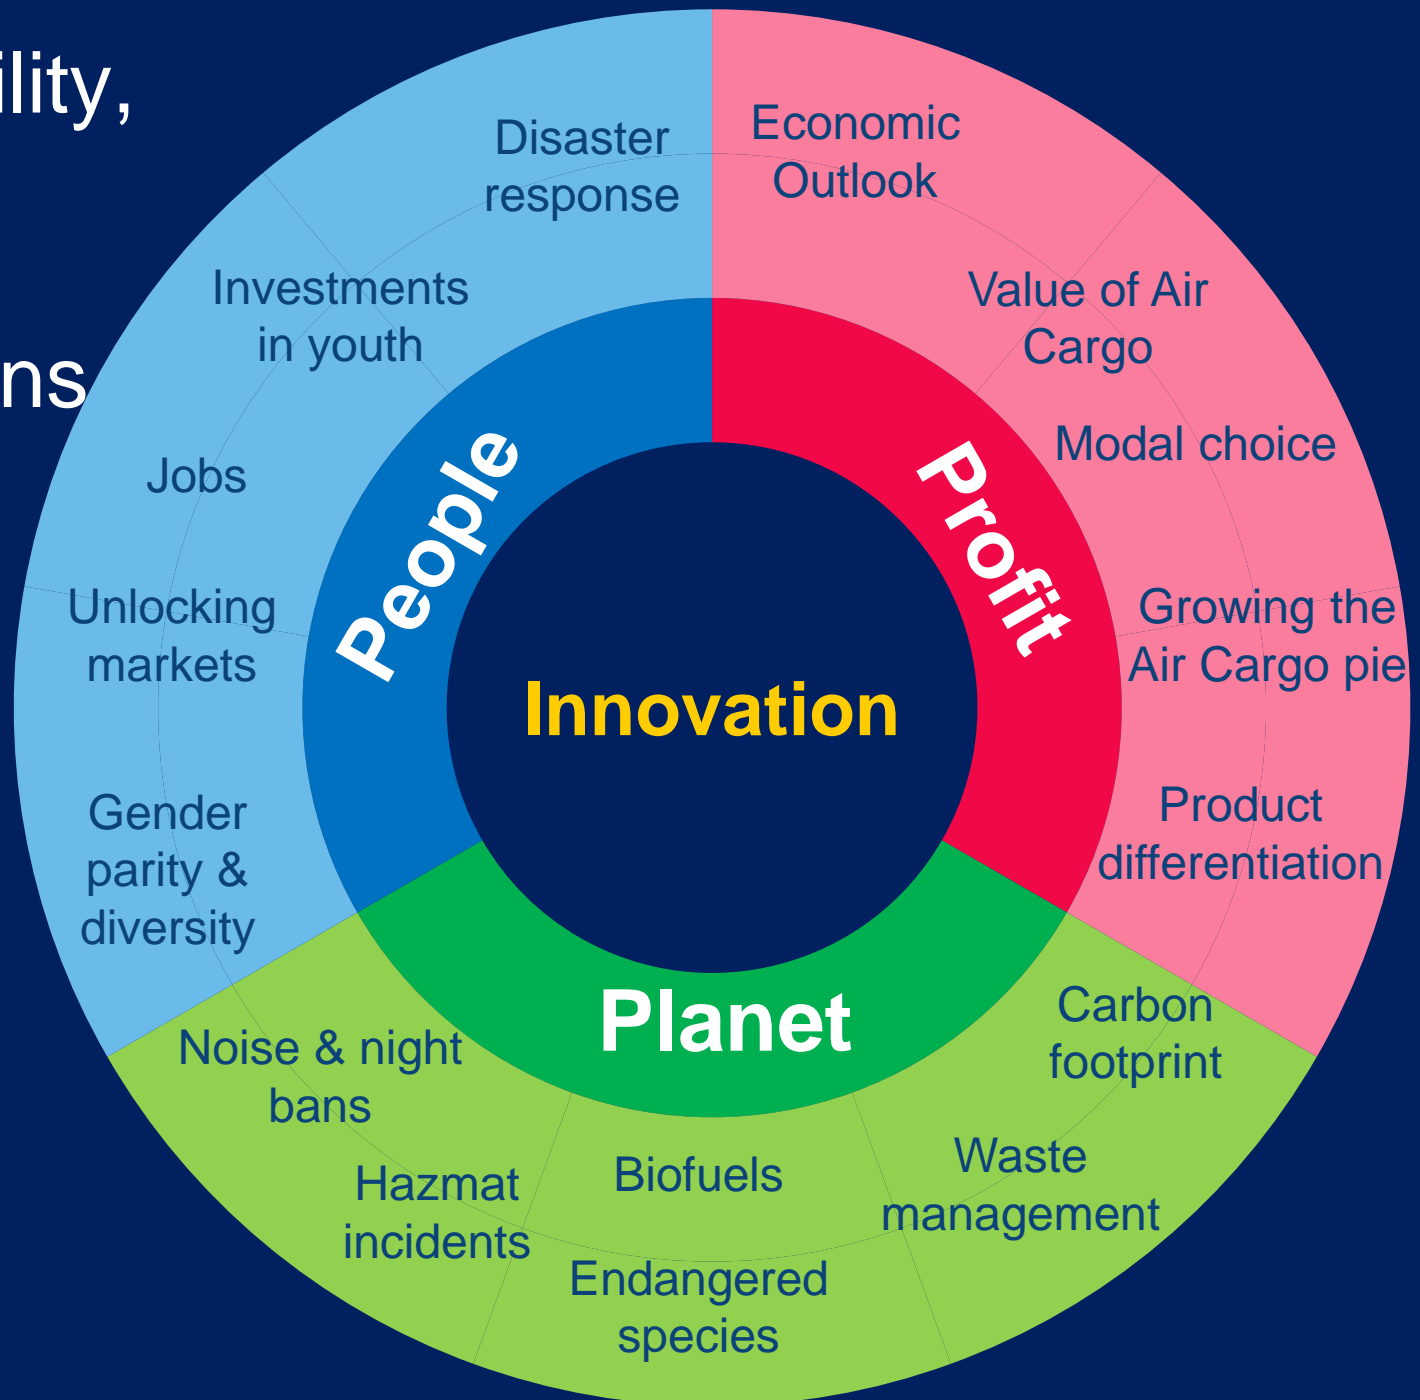 ility,
ns
Disaster
response
Investments
in youth
Jobs
Unlocking
markets
Gender
parity &
diversity
People
Economic
Outlook
Value of Air
Cargo
Modal choice
Growing the
Air Cargo pie
Product
differentiation
Profit
Innovation
Planet
Carbon
footprint
Waste
management
Biofuels
Endangered
species
Hazmat
incidents
Noise & night
bans